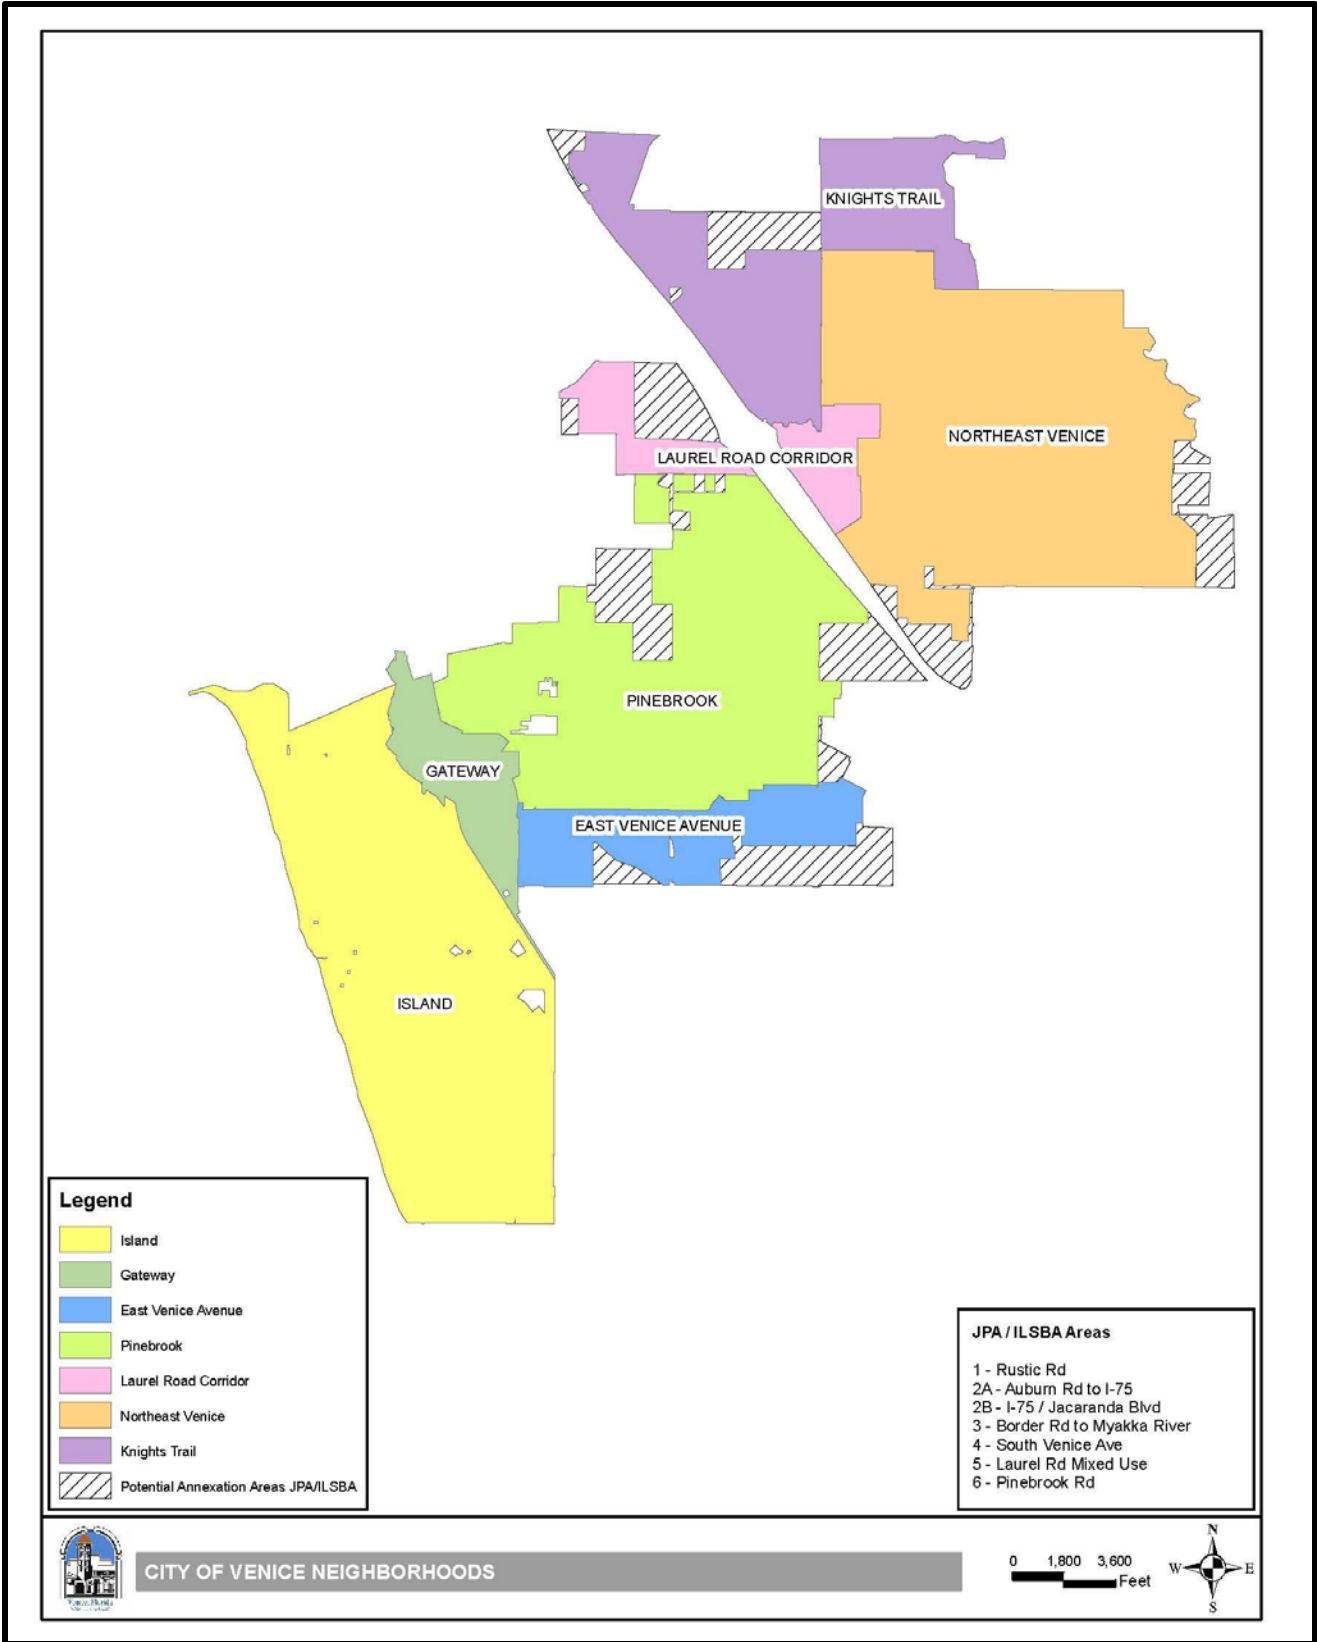 KNIGHTS TRAIL
NORTHEAST VENICE
LAUREL ROAD CORRIDOR
PINEBROOK
GATEWAY
EAST VENICE AVENUE
ISLAND
Legend
Island
Gateway
East Venice Avenue
Pinebrook
Laurel Road Corridor
Northeast Venice
Knights Trail
Potential Annexation Areas JPA/ILSBA
JPA / ILSBA Areas
1 - Rustic Rd
2A - Auburn Rd to I-75
2B - I-75 / Jacaranda Blvd
3 - Border Rd to Myakka River
4 - South Venice Ave
5 - Laurel Rd Mixed Use
6 - Pinebrook Rd
Venice, Florida
CITY OF VENICE NEIGHBORHOODS
0 1,800 3,600
Feet
N
W E
S